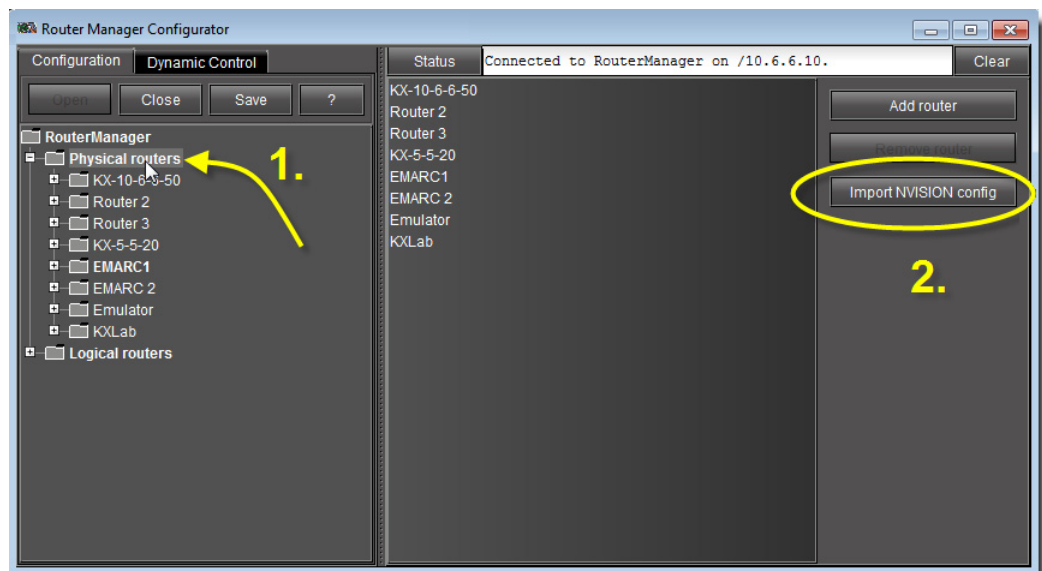 Router Manager Configurator
Configuration
Dynamic Control
Open
Close
Save
?
RouterManager
Physical routers
KX-10-6-6-50
Router 2
Router 3
KX-5-5-20
EMARC1
EMARC 2
Emulator
KXLab
Logical routers
1.
Status
Connected to RouterManager on /10.6.6.10.
Clear
KX-10-6-6-50
Router 2
Router 3
KX-5-5-20
EMARC1
EMARC 2
Emulator
KXLab
Add router
Remove router
Import NVISION config
2.